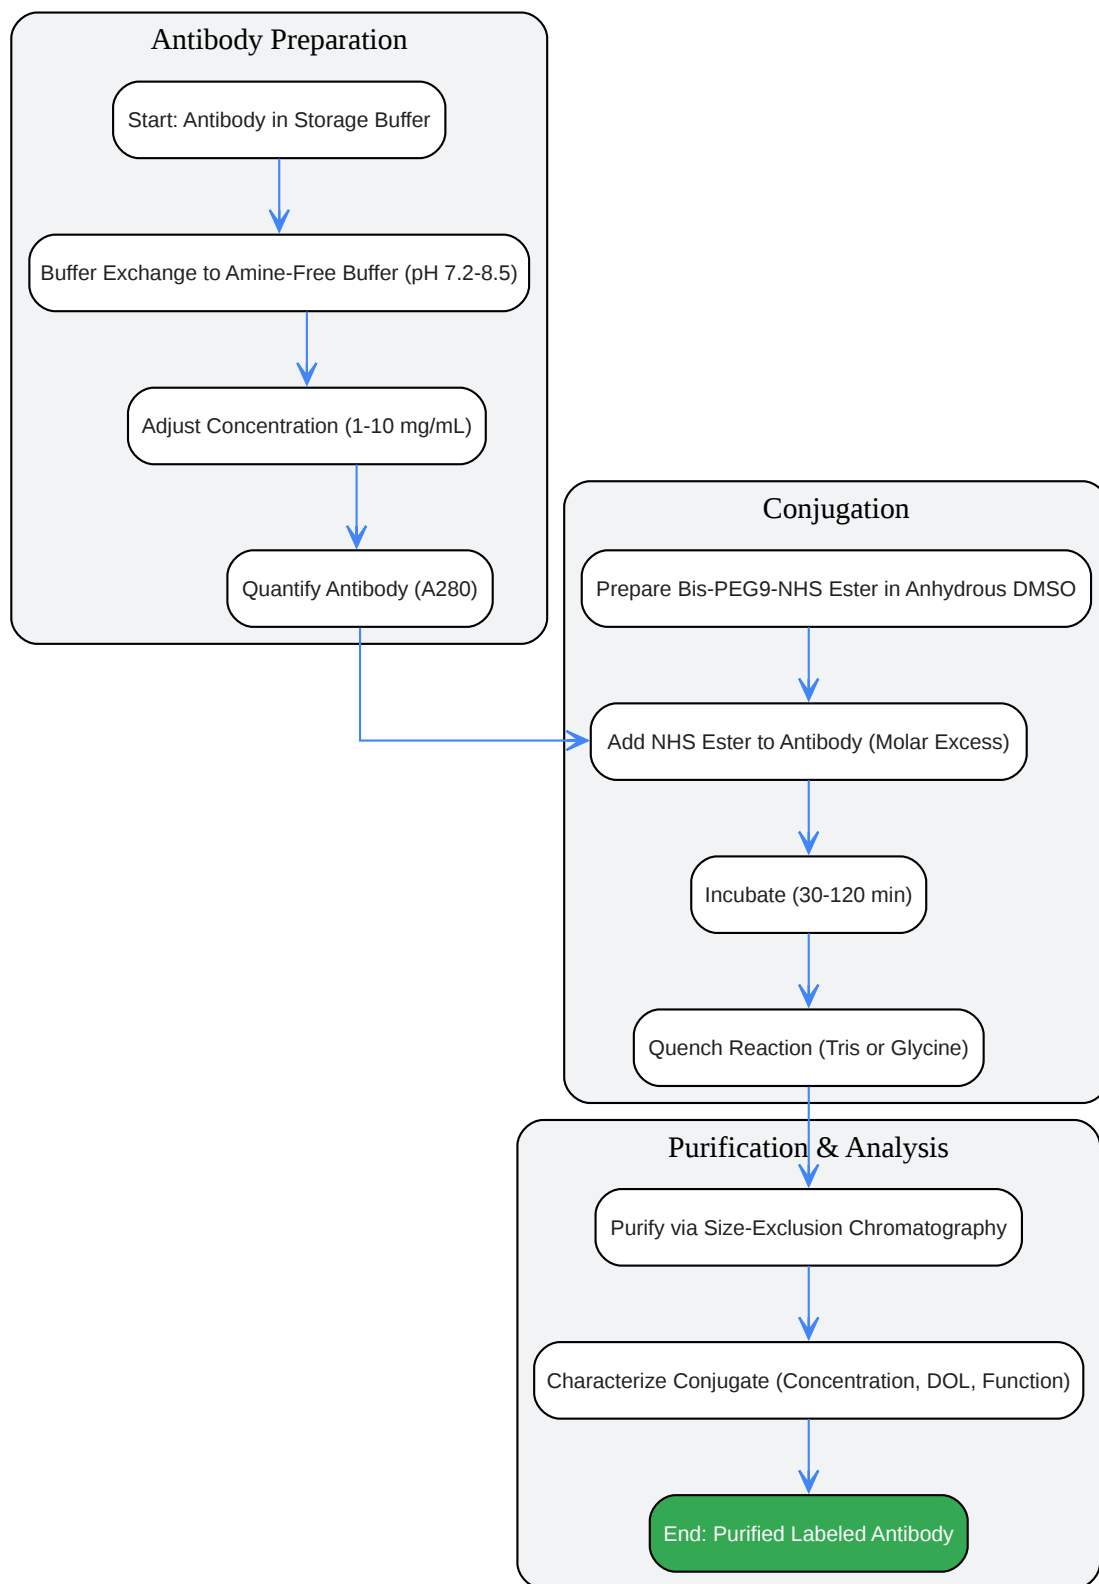 Antibody Preparation
Start: Antibody in Storage Buffer
Buffer Exchange to Amine-Free Buffer (pH 7.2-8.5)
Adjust Concentration (1-10 mg/mL)
Quantify Antibody (A280)
Conjugation
Prepare Bis-PEG9-NHS Ester in Anhydrous DMSO
Add NHS Ester to Antibody (Molar Excess)
Incubate (30-120 min)
Quench Reaction (Tris or Glycine)
Purification & Analysis
Purify via Size-Exclusion Chromatography
Characterize Conjugate (Concentration, DOL, Function)
End: Purified Labeled Antibody